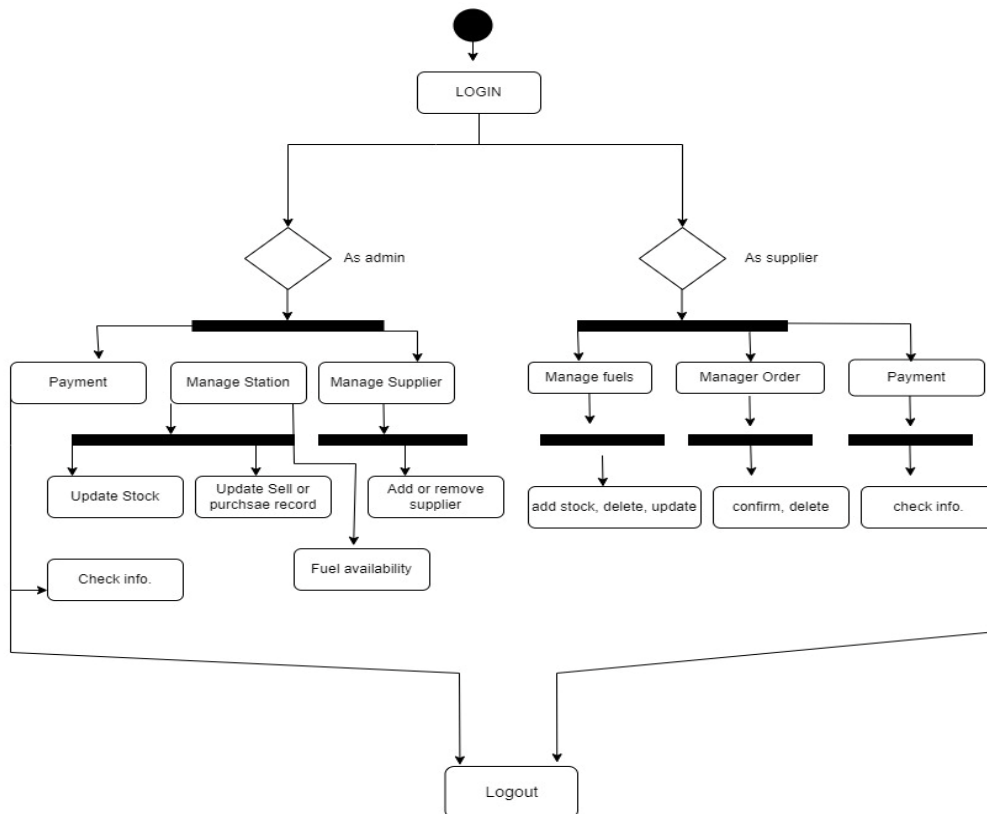 LOGIN
As admin
As supplier
Payment
Manage Station
Manage Supplier
Manage fuels
Manager Order
Payment
Update Stock
Update Sell or
purchsae record
Add or remove
supplier
add stock, delete, update
confirm, delete
check info.
Check info.
Fuel availability
Logout